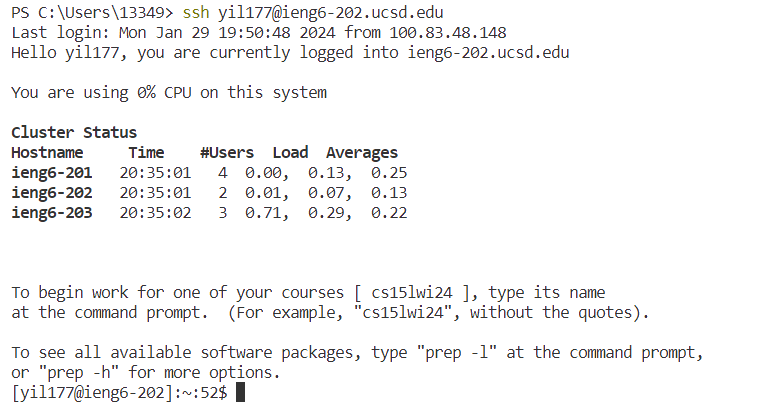 PS C:\Users\13349> ssh yil177@ieng6-202.ucsd.edu
Last login: Mon Jan 29 19:50:48 2024 from 100.83.48.148
Hello yil177, you are currently logged into ieng6-202.ucsd.edu
You are using 0% CPU on this system
Cluster Status
Hostname     Time    #Users  Load  Averages
ieng6-201   20:35:01   4  0.00,  0.13,  0.25
ieng6-202   20:35:01   2  0.01,  0.07,  0.13
ieng6-203   20:35:02   3  0.71,  0.29,  0.22
To begin work for one of your courses [ cs15lwi24 ], type its name
at the command prompt.  (For example, "cs15lwi24", without the quotes).
To see all available software packages, type "prep -l" at the command prompt,
or "prep -h" for more options.
[yil177@ieng6-202]:~:52$